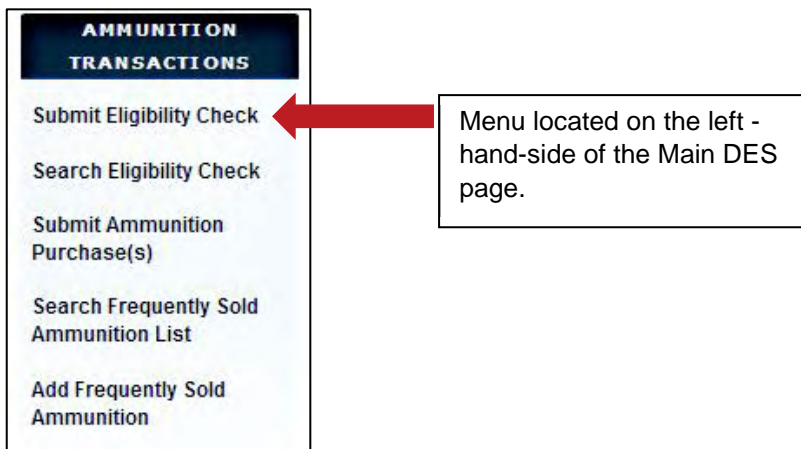 AMMUNITION
TRANSACTIONS
Submit Eligibility Check
Search Eligibility Check
Submit Ammunition
Purchase(s)
Search Frequently Sold
Ammunition List
Add Frequently Sold
Ammunition
Menu located on the left -
hand-side of the Main DES
page.